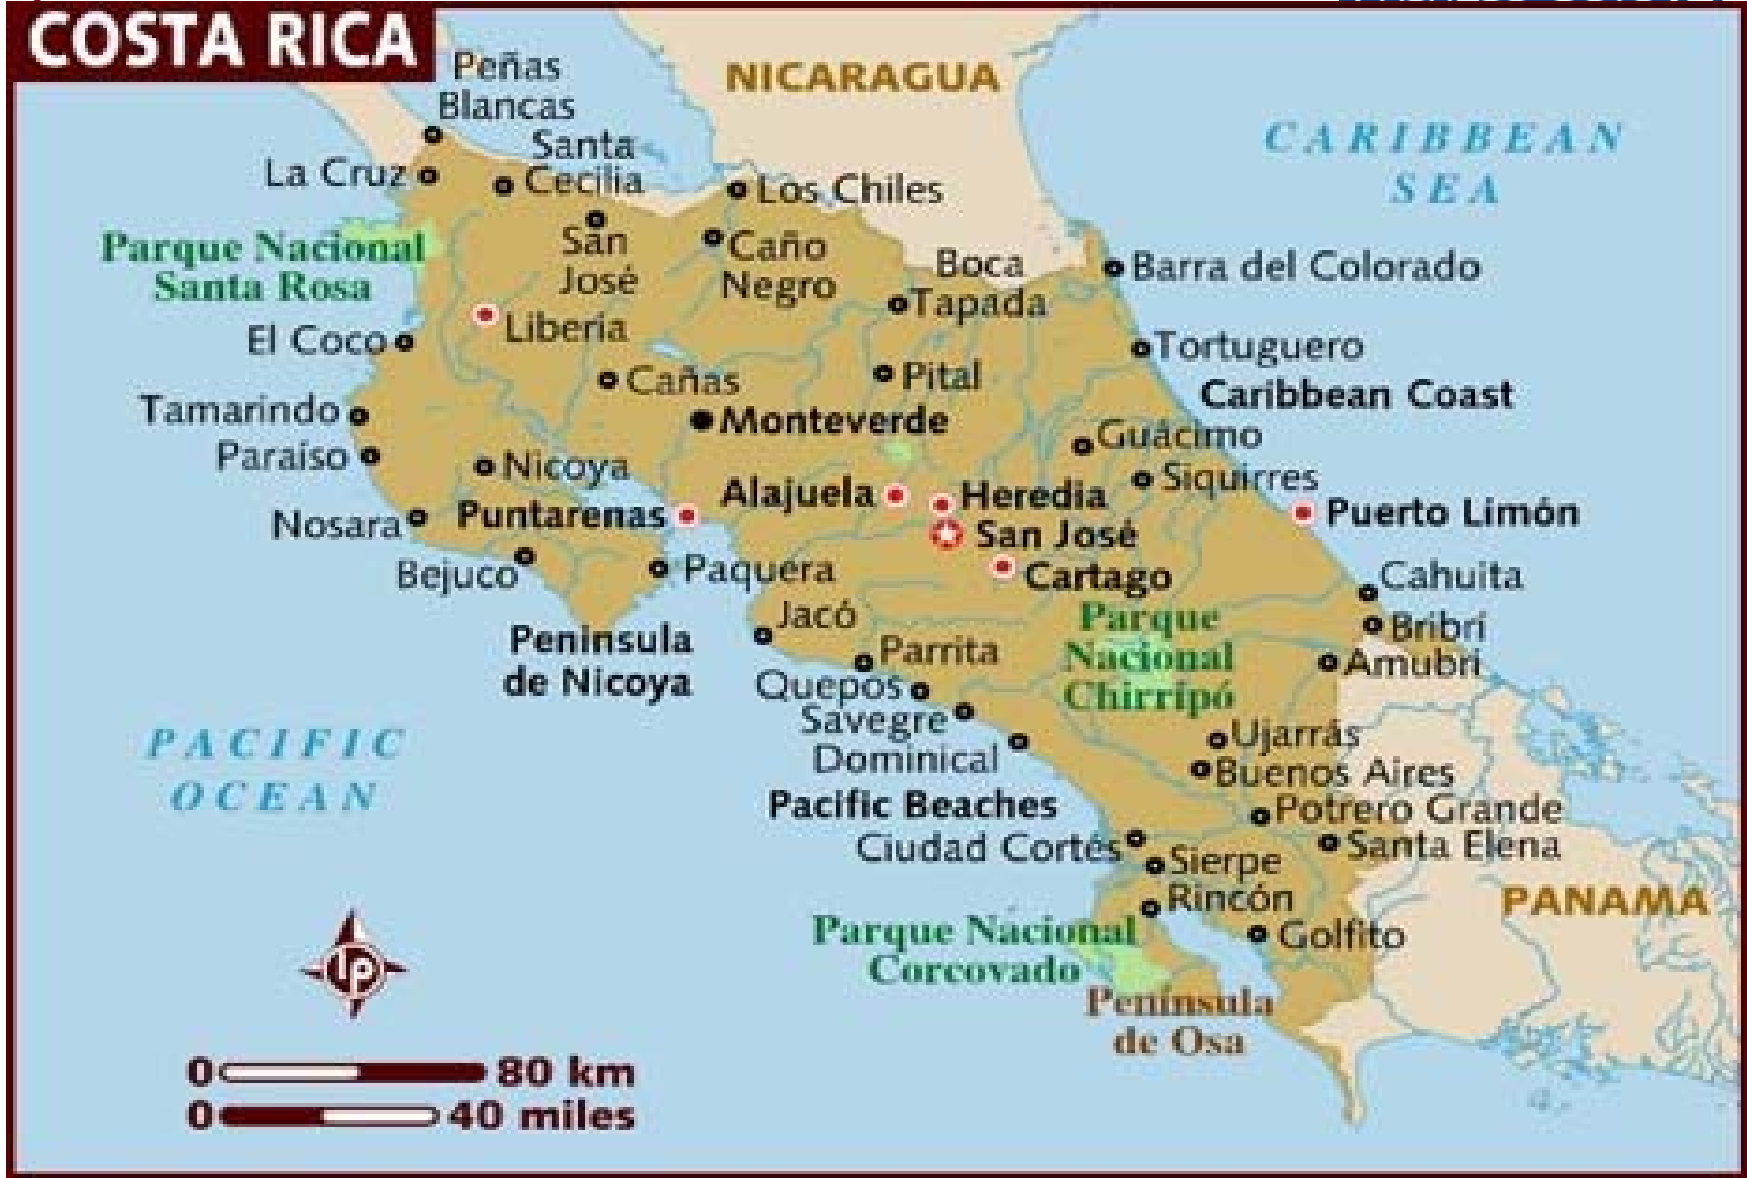 COSTA RICA
Peñas
Blancas
NICARAGUA
CARIBBEAN
SEA
Santa
Cecilia
La Cruz
Los Chiles
Parque Nacional
Santa Rosa
San
José
Caño
Negro
Boca
Tapada
Barra del Colorado
Liberia
El Coco
Tortuguero
Cañas
Pital
Caribbean Coast
Tamarindo
Monteverde
Guácimo
Paraíso
Nicoya
Siquirres
Alajuela
Heredia
Nosara
Puntarenas
San José
Puerto Limón
Bejuco
Paquera
Cartago
Cahuita
Jacó
Parque
Nacional
Chirripó
Bribrí
Península
de Nicoya
Parrita
Amubri
Quepos
Savegre
Dominical
Ujarrás
PACIFIC
OCEAN
Buenos Aires
Pacific Beaches
Potrero Grande
Ciudad Cortés
Santa Elena
Sierpe
Rincón
PANAMA
Parque Nacional
Corcovado
Golfito
Península
de Osa
LP
0 80 km
0 40 miles